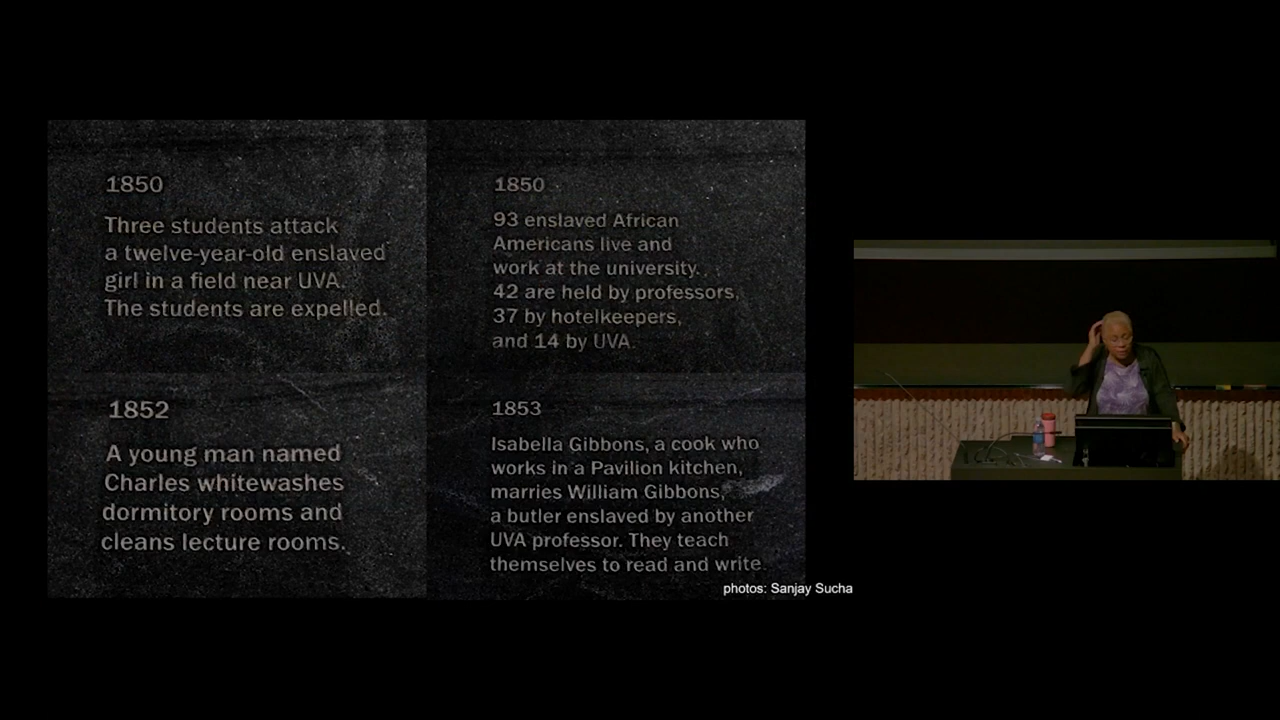 1850
Three students attack
a twelve-year-old enslaved
girl in a field near UVA.
The students are expelled.
1850
93 enslaved African
Americans live and
work at the university.
42 are held by professors,
37 by hotelkeepers,
and 14 by UVA.
1852
A young man named
Charles whitewashes
dormitory rooms and
cleans lecture rooms.
1853
Isabella Gibbons, a cook who
works in a Pavilion kitchen,
marries William Gibbons,
a butler enslaved by another
UVA professor. They teach
themselves to read and write.
photos: Sanjay Sucha